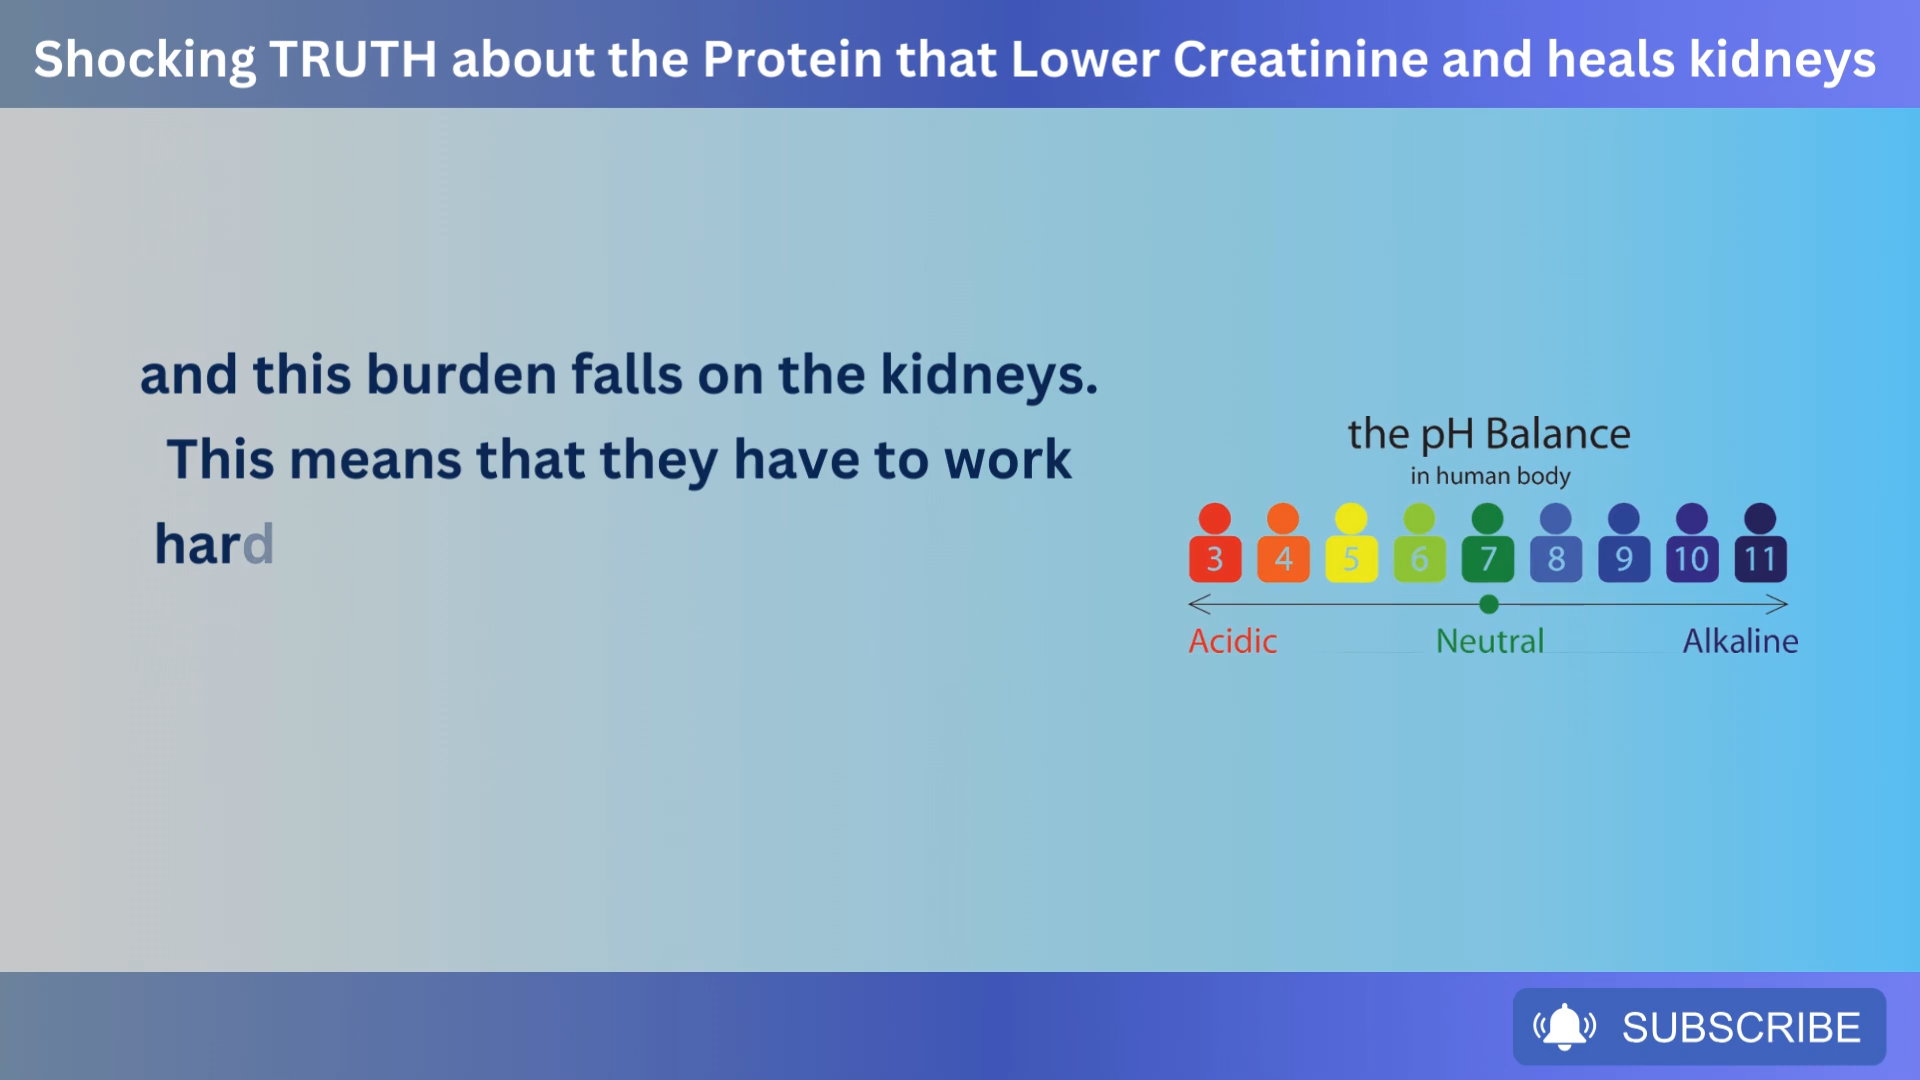 Shocking TRUTH about the Protein that Lower Creatinine and heals kidneys
and this burden falls on the kidneys.
This means that they have to work
hard
the pH Balance
in human body
3 4 5 6 7 8 9 10 11
Acidic Neutral Alkaline
SUBSCRIBE